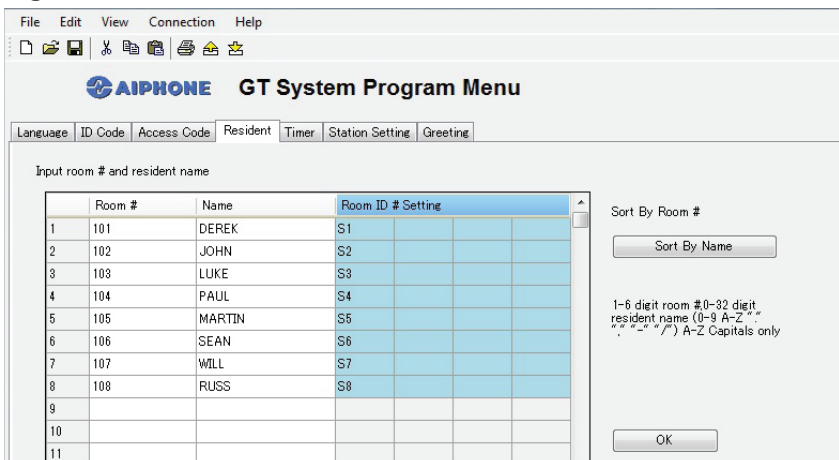 File Edit View Connection Help
AIPHONE GT System Program Menu
Language ID Code Access Code Resident Timer Station Setting Greeting
Input room # and resident name
Room # Name Room ID # Setting
Sort By Room #
1 101 DEREK S1
2 102 JOHN S2
Sort By Name
3 103 LUKE S3
4 104 PAUL S4
1-6 digit room #,0-32 digit
resident name (0-9 A-Z "."
"," "-" "/") A-Z Capitals only
5 105 MARTIN S5
6 106 SEAN S6
7 107 WILL S7
8 108 RUSS S8
9
10
OK
11